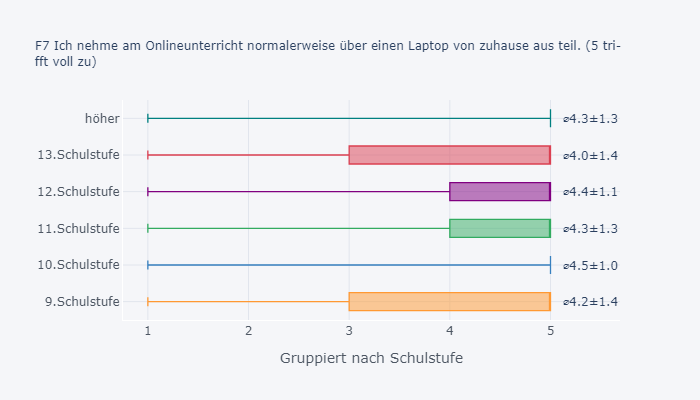 F7 Ich nehme am Onlineunterricht normalerweise über einen Laptop von zuhause aus teil. (5 tri-
fft voll zu)
höher ⌀4.3±1.3
13.Schulstufe ⌀4.0±1.4
12.Schulstufe ⌀4.4±1.1
11.Schulstufe ⌀4.3±1.3
10.Schulstufe ⌀4.5±1.0
9.Schulstufe ⌀4.2±1.4
1 2 3 4 5
Gruppiert nach Schulstufe